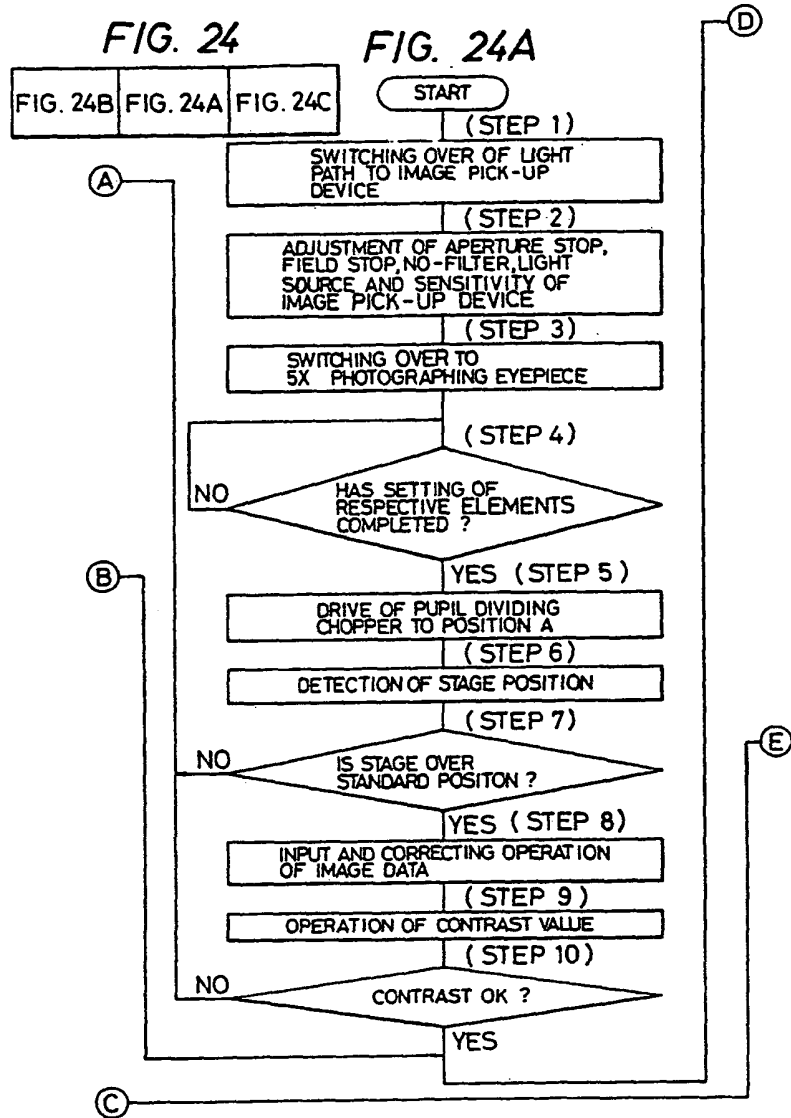 FIG. 24
FIG. 24A
D
FIG. 24B FIG. 24A FIG. 24C
START
(STEP 1)
SWITCHING OVER OF LIGHT
PATH TO IMAGE PICK-UP
DEVICE
A
(STEP 2)
ADJUSTMENT OF APERTURE STOP,
FIELD STOP, NO-FILTER, LIGHT
SOURCE AND SENSITIVITY OF
IMAGE PICK-UP DEVICE
(STEP 3)
SWITCHING OVER TO
5X PHOTOGRAPHING EYEPIECE
(STEP 4)
NO
HAS SETTING OF
RESPECTIVE ELEMENTS
COMPLETED ?
B
YES (STEP 5)
DRIVE OF PUPIL DIVIDING
CHOPPER TO POSITION A
(STEP 6)
DETECTION OF STAGE POSITION
(STEP 7)
E
NO
IS STAGE OVER
STANDARD POSITON ?
YES (STEP 8)
INPUT AND CORRECTING OPERATION
OF IMAGE DATA
(STEP 9)
OPERATION OF CONTRAST VALUE
(STEP 10)
NO
CONTRAST OK ?
YES
C